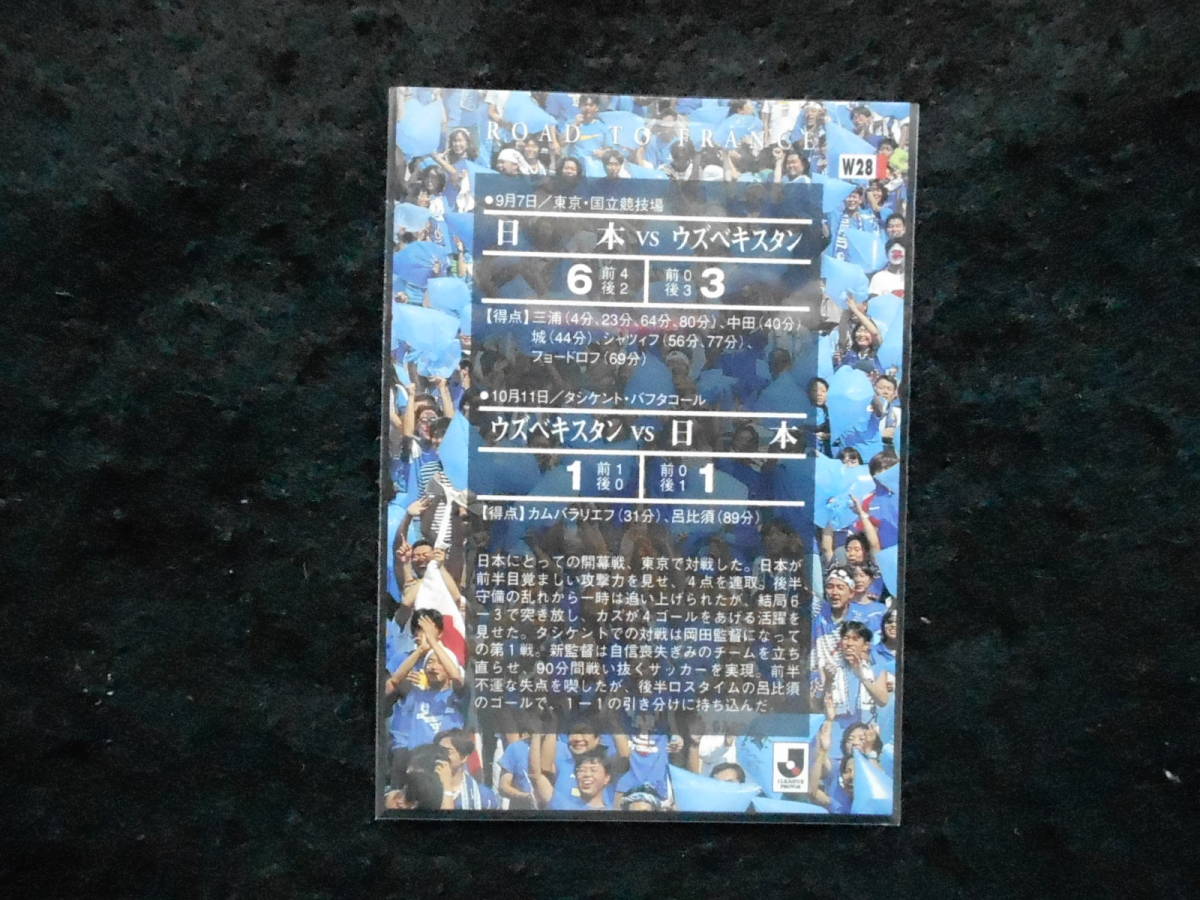 ROAD TO FRANCE
W28
●9月7日／東京・国立競技場
日本 VS ウズベキスタン
6 前4 後2 前0 後3 3
【得点】三浦(4分、23分、64分、80分)、中田(40分)
城(44分)、シャツィフ(56分、77分)、
フョードロフ(69分)
●10月11日／タシケント・パフタコール
ウズベキスタン VS 日本
1 前1 後0 前0 後1 1
【得点】カムバラリエフ(31分)、呂比須(89分)
日本にとっての開幕戦、東京で対戦した。日本が
前半目覚ましい攻撃力を見せ、4点を連取。後半、
守備の乱れから一時は追い上げられたが、結局6
ー3で突き放し、カズが4ゴールをあげる活躍を
見せた。タシケントでの対戦は岡田監督になって
の第1戦。新監督は自信喪失ぎみのチームを立ち
直らせ、90分間戦い抜くサッカーを実現。前半
不運な失点を喫したが、後半ロスタイムの呂比須
のゴールで、1ー1の引き分けに持ち込んだ。
J.LEAGUE
PHOTOS